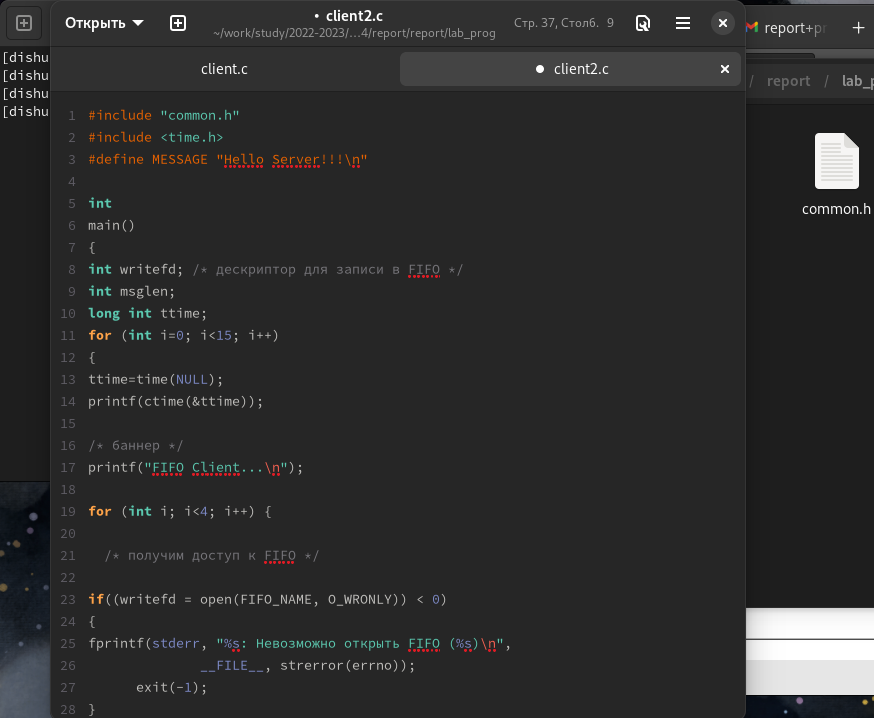 Открыть
• client2.c
~/work/study/2022-2023/…4/report/report/lab_prog
Стр. 37, Столб. 9
client.c
client2.c
1 #include "common.h"
2 #include <time.h>
3 #define MESSAGE "Hello Server!!!\n"
4
5 int
6 main()
7 {
8 int writefd; /* дескриптор для записи в FIFO */
9 int msglen;
10 long int ttime;
11 for (int i=0; i<15; i++)
12 {
13 ttime=time(NULL);
14 printf(ctime(&ttime));
15
16 /* баннер */
17 printf("FIFO Client...\n");
18
19 for (int i; i<4; i++) {
20
21 /* получим доступ к FIFO */
22
23 if((writefd = open(FIFO_NAME, O_WRONLY)) < 0)
24 {
25 fprintf(stderr, "%s: Невозможно открыть FIFO (%s)\n",
26 __FILE__, strerror(errno));
27 exit(-1);
28 }
[dishu
[dishu
[dishu
[dishu
report+pr
/ report / lab_p
common.h